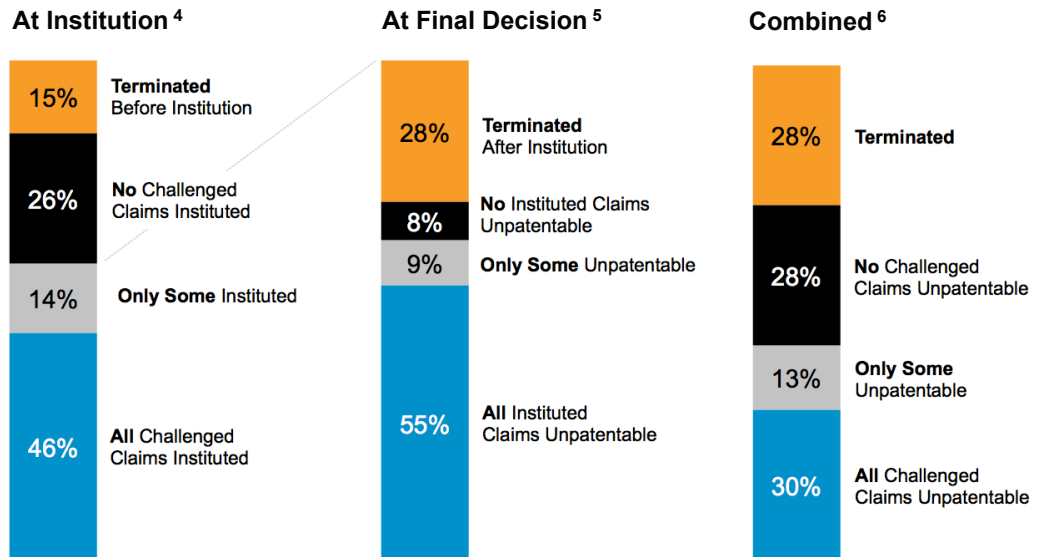 At Institution 4
15%
Terminated
Before Institution
26%
No Challenged
Claims Instituted
14%
Only Some Instituted
46%
All Challenged
Claims Instituted
At Final Decision 5
28%
Terminated
After Institution
8%
No Instituted Claims
Unpatentable
9%
Only Some Unpatentable
55%
All Instituted
Claims Unpatentable
Combined 6
28%
Terminated
28%
No Challenged
Claims Unpatentable
13%
Only Some
Unpatentable
30%
All Challenged
Claims Unpatentable